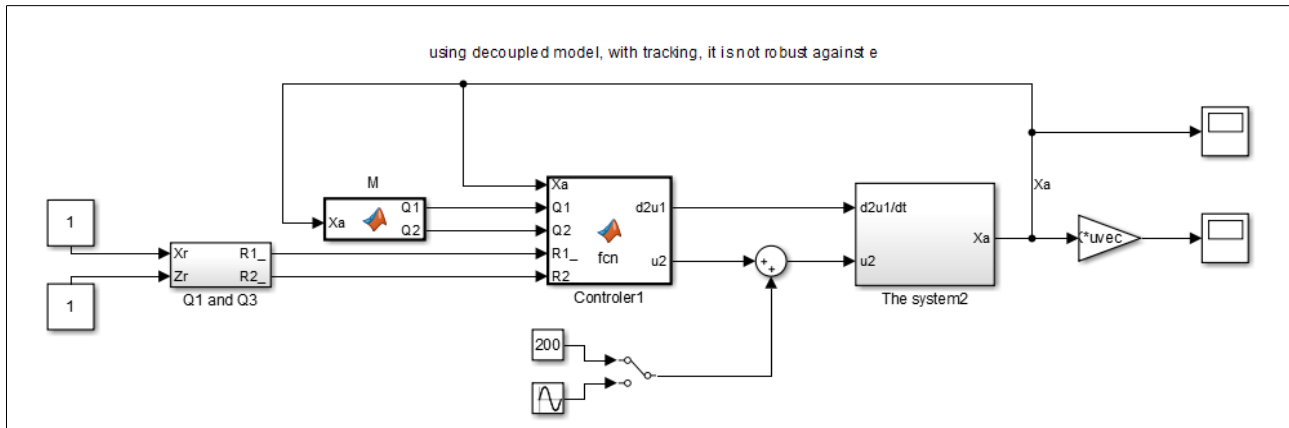 using decoupled model, with tracking, it is not robust against e
Xa
M
Xa
Q1
Q2
Xa
Q1
Q2
R1_
R2
d2u1
u2
fcn
Controler1
d2u1/dt
u2
Xa
The system2
*uvec
1
1
Xr
Zr
R1_
R2_
Q1 and Q3
200